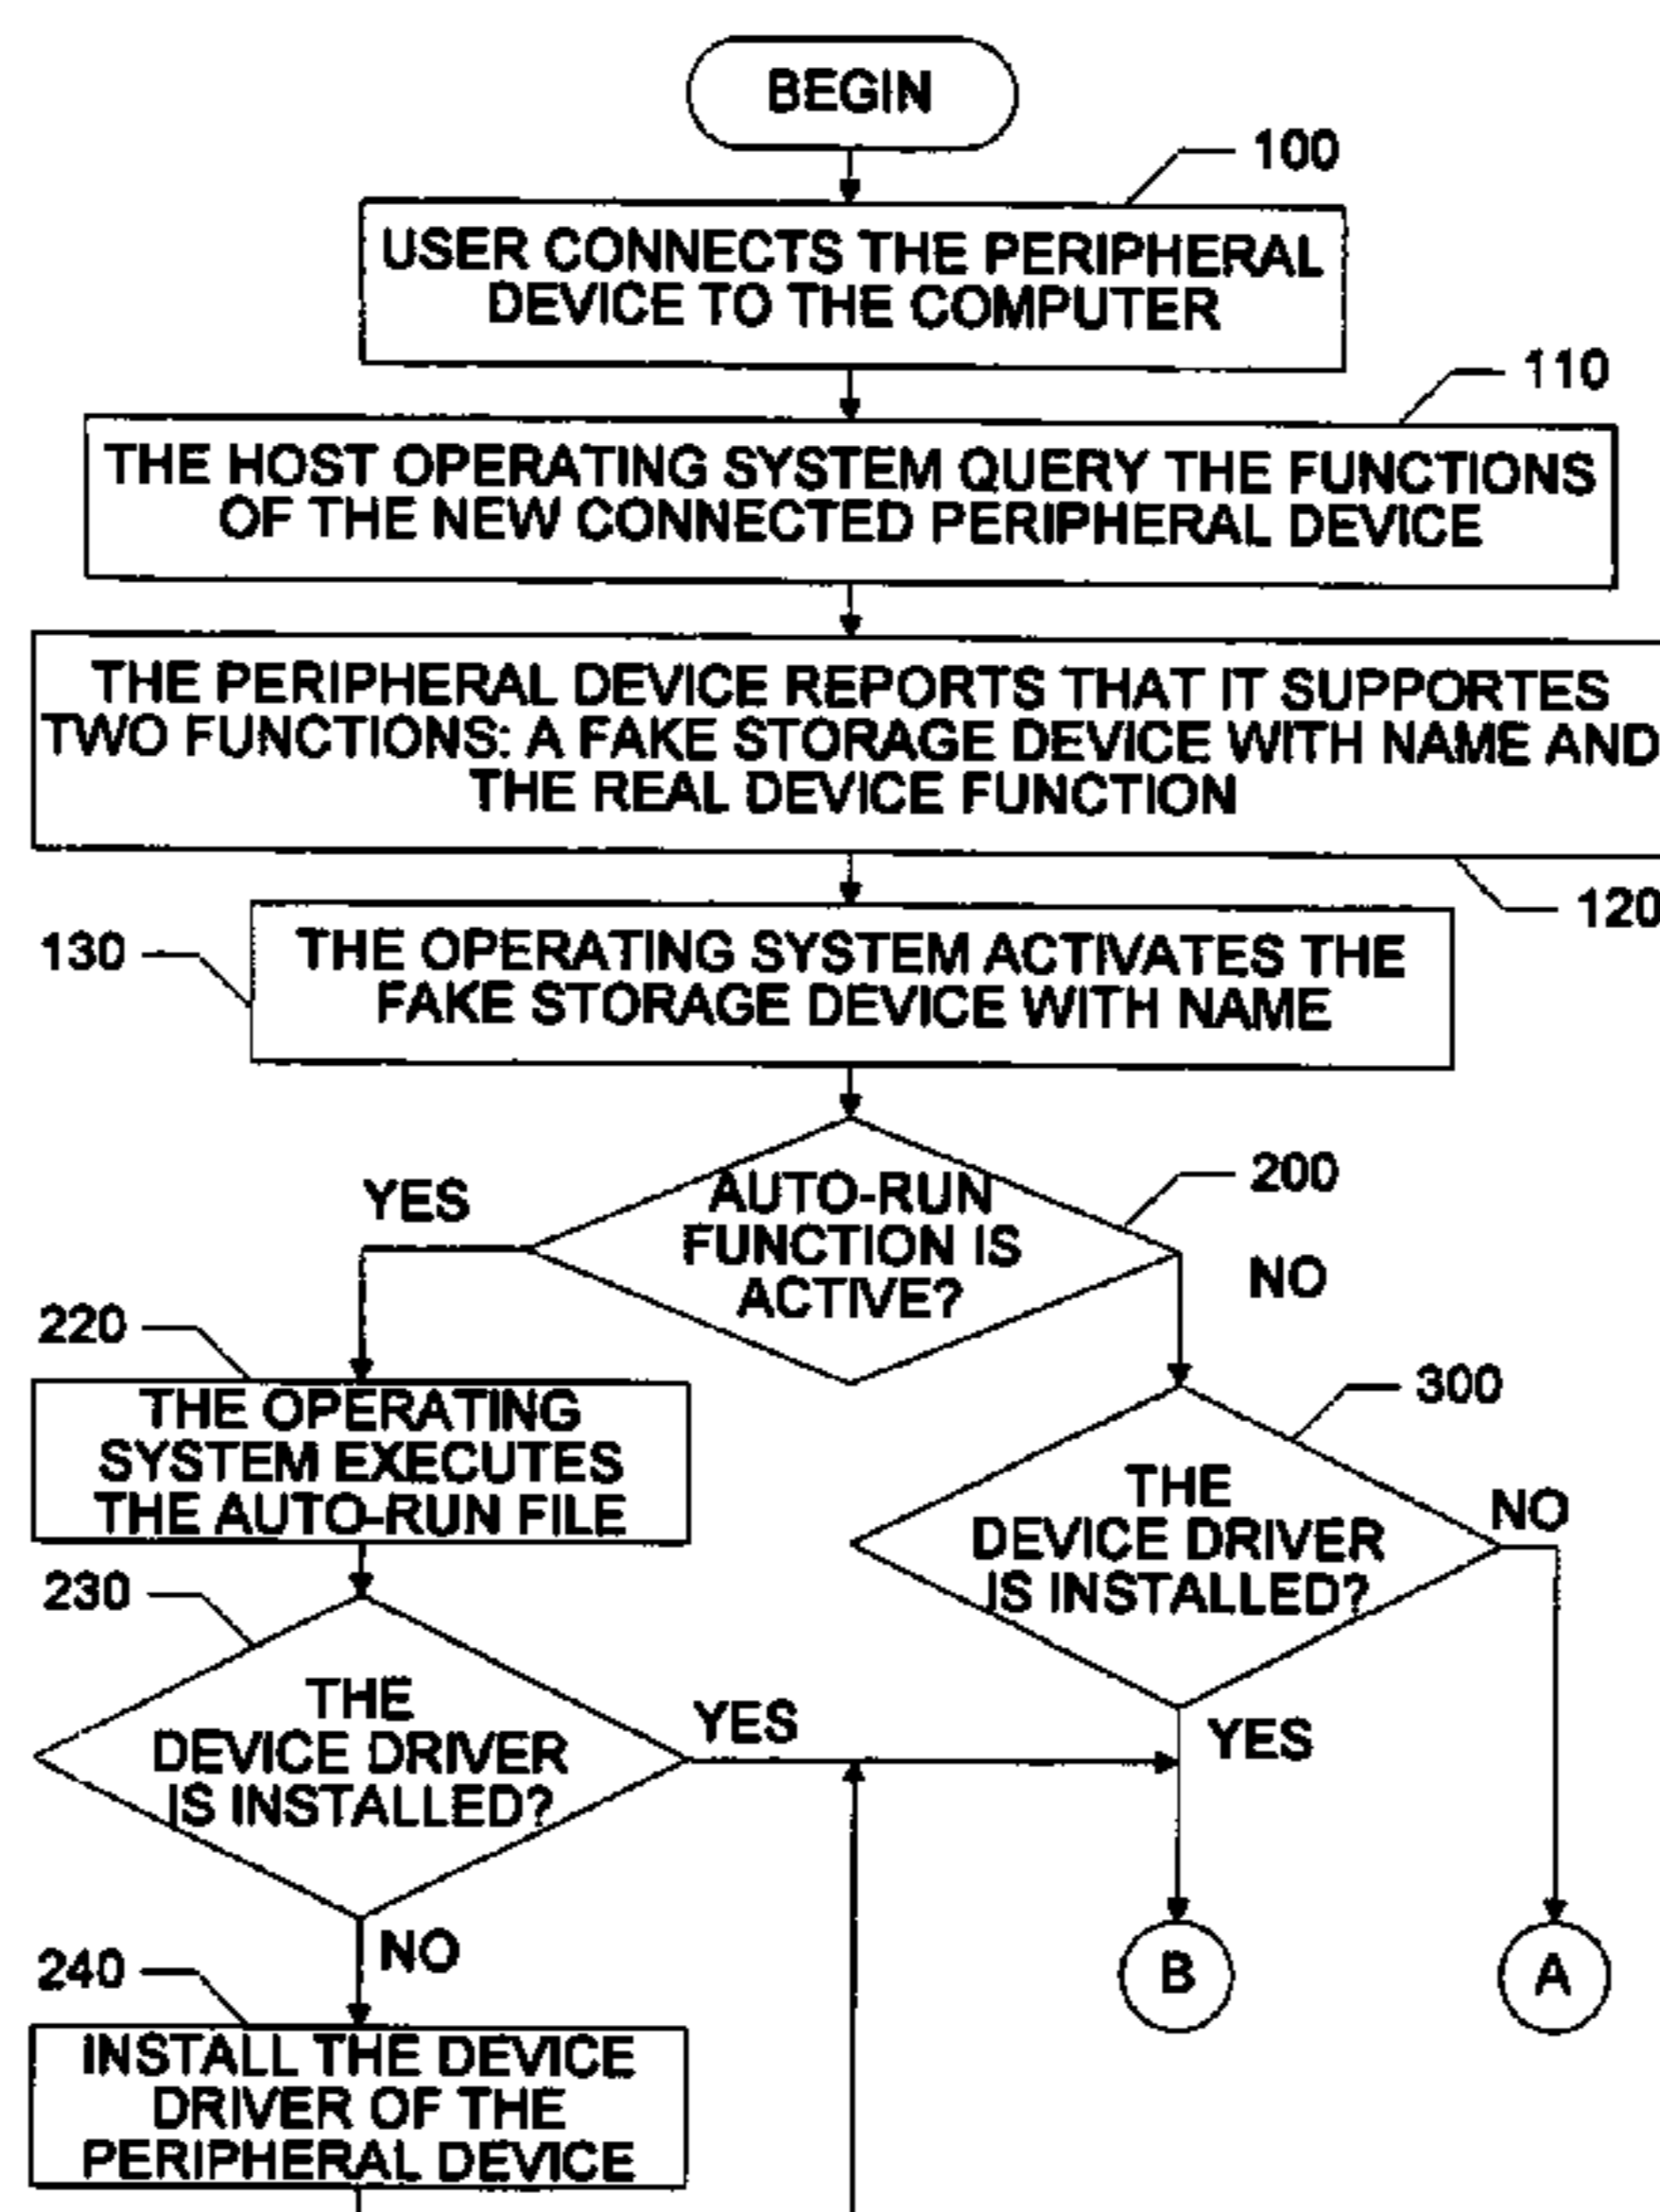 BEGIN
100
USER CONNECTS THE PERIPHERAL
DEVICE TO THE COMPUTER
110
THE HOST OPERATING SYSTEM QUERY THE FUNCTIONS
OF THE NEW CONNECTED PERIPHERAL DEVICE
THE PERIPHERAL DEVICE REPORTS THAT IT SUPPORTES
TWO FUNCTIONS: A FAKE STORAGE DEVICE WITH NAME AND
THE REAL DEVICE FUNCTION
120
130
THE OPERATING SYSTEM ACTIVATES THE
FAKE STORAGE DEVICE WITH NAME
200
YES
AUTO-RUN
FUNCTION IS
ACTIVE?
NO
220
THE OPERATING
SYSTEM EXECUTES
THE AUTO-RUN FILE
300
THE
DEVICE DRIVER
IS INSTALLED?
NO
230
THE
DEVICE DRIVER
IS INSTALLED?
YES
YES
NO
B
A
240
INSTALL THE DEVICE
DRIVER OF THE
PERIPHERAL DEVICE